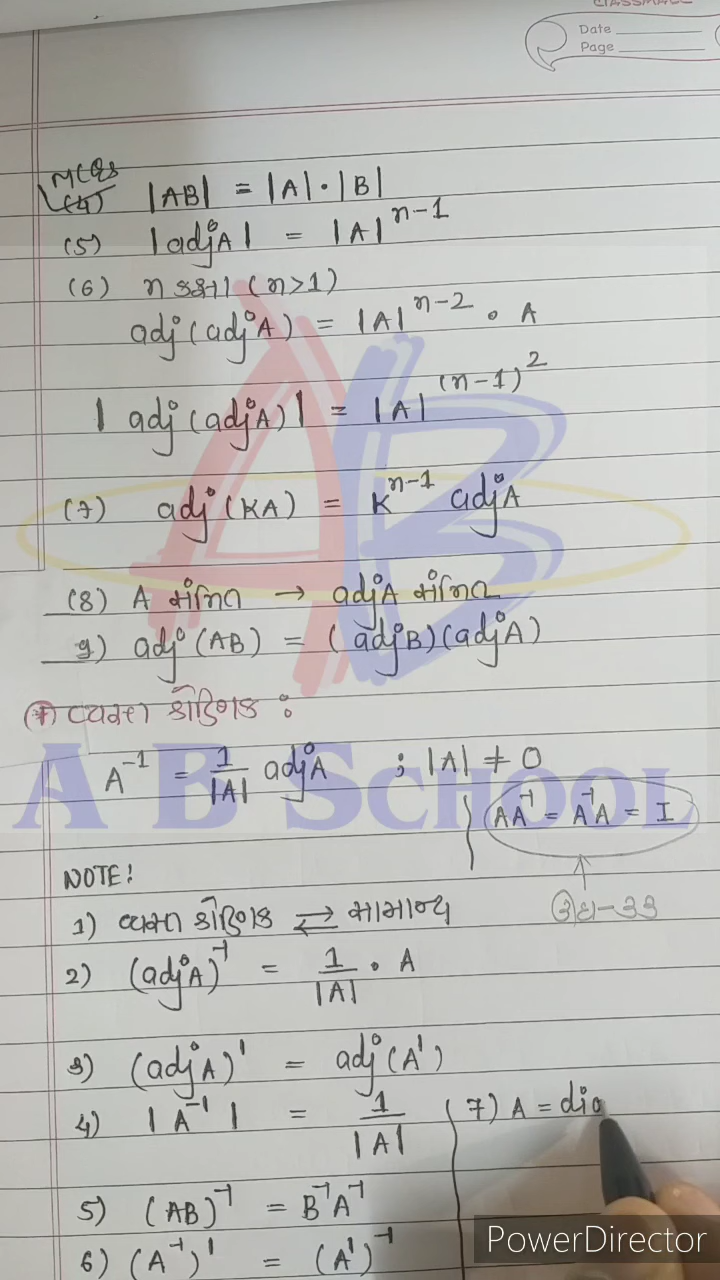 CLASSMATE
Date
Page
MCQs
(4) |AB| = |A|·|B|
(5) |adjA| = |A|^{n-1}
(6) n કક્ષા (n>1)
adj(adjA) = |A|^{n-2} · A
|adj(adjA)| = |A|^{(n-1)^2}
(7) adj(KA) = K^{n-1} adjA
(8) A સંમિત → adjA સંમિત
9) adj(AB) = (adjB)(adjA)
વ્યસ્ત શ્રેણિક :
A^{-1} = 1/|A| adjA ; |A| ≠ 0
AA^{-1} = A^{-1}A = I
A B SCHOOL
NOTE!
1) વ્યસ્ત શ્રેણિક ⇄ સામાન્ય
2) (adjA)^{-1} = 1/|A| · A
3) (adjA)' = adj(A')
4) |A^{-1}| = 1/|A|
7) A = dia
5) (AB)^{-1} = B^{-1}A^{-1}
6) (A^{-1})' = (A')^{-1}
PowerDirector